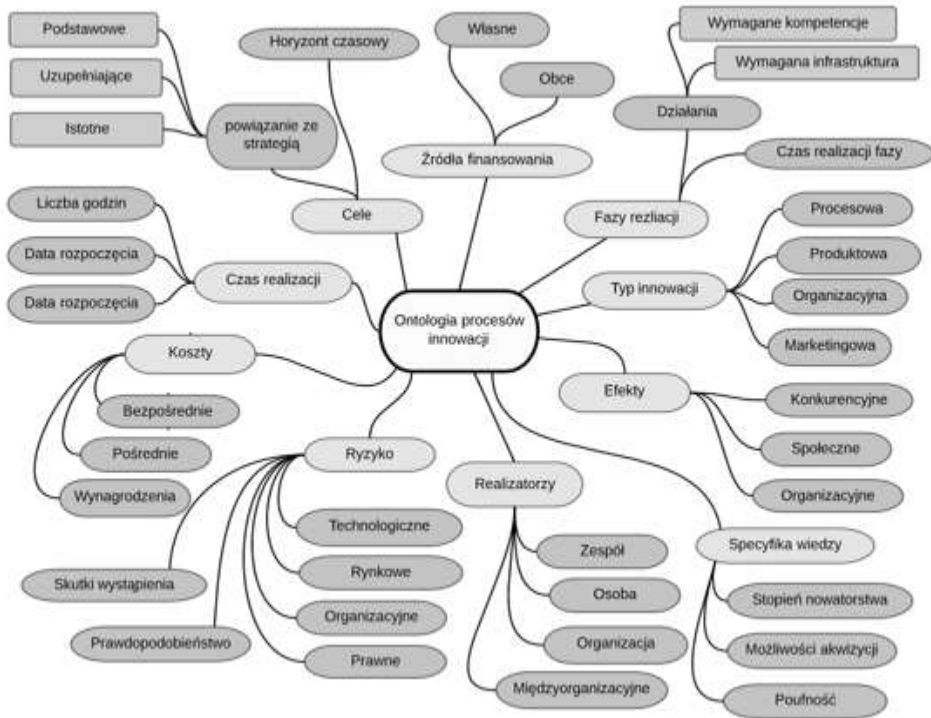 Podstawowe
Uzupełniające
Istotne
powiązanie ze
strategią
Horyzont czasowy
Cele
Własne
Obce
Źródła finansowania
Wymagane kompetencje
Wymagana infrastruktura
Działania
Czas realizacji fazy
Fazy rezliacji
Liczba godzin
Data rozpoczęcia
Data rozpoczęcia
Czas realizacji
Typ innowacji
Procesowa
Produktowa
Organizacyjna
Marketingowa
Ontologia procesów
innowacji
Koszty
Bezpośrednie
Pośrednie
Wynagrodzenia
Efekty
Konkurencyjne
Społeczne
Organizacyjne
Ryzyko
Technologiczne
Rynkowe
Organizacyjne
Prawne
Skutki wystąpienia
Prawdopodobieństwo
Realizatorzy
Zespół
Osoba
Organizacja
Międzyorganizacyjne
Specyfika wiedzy
Stopień nowatorstwa
Możliwości akwizycji
Poufność